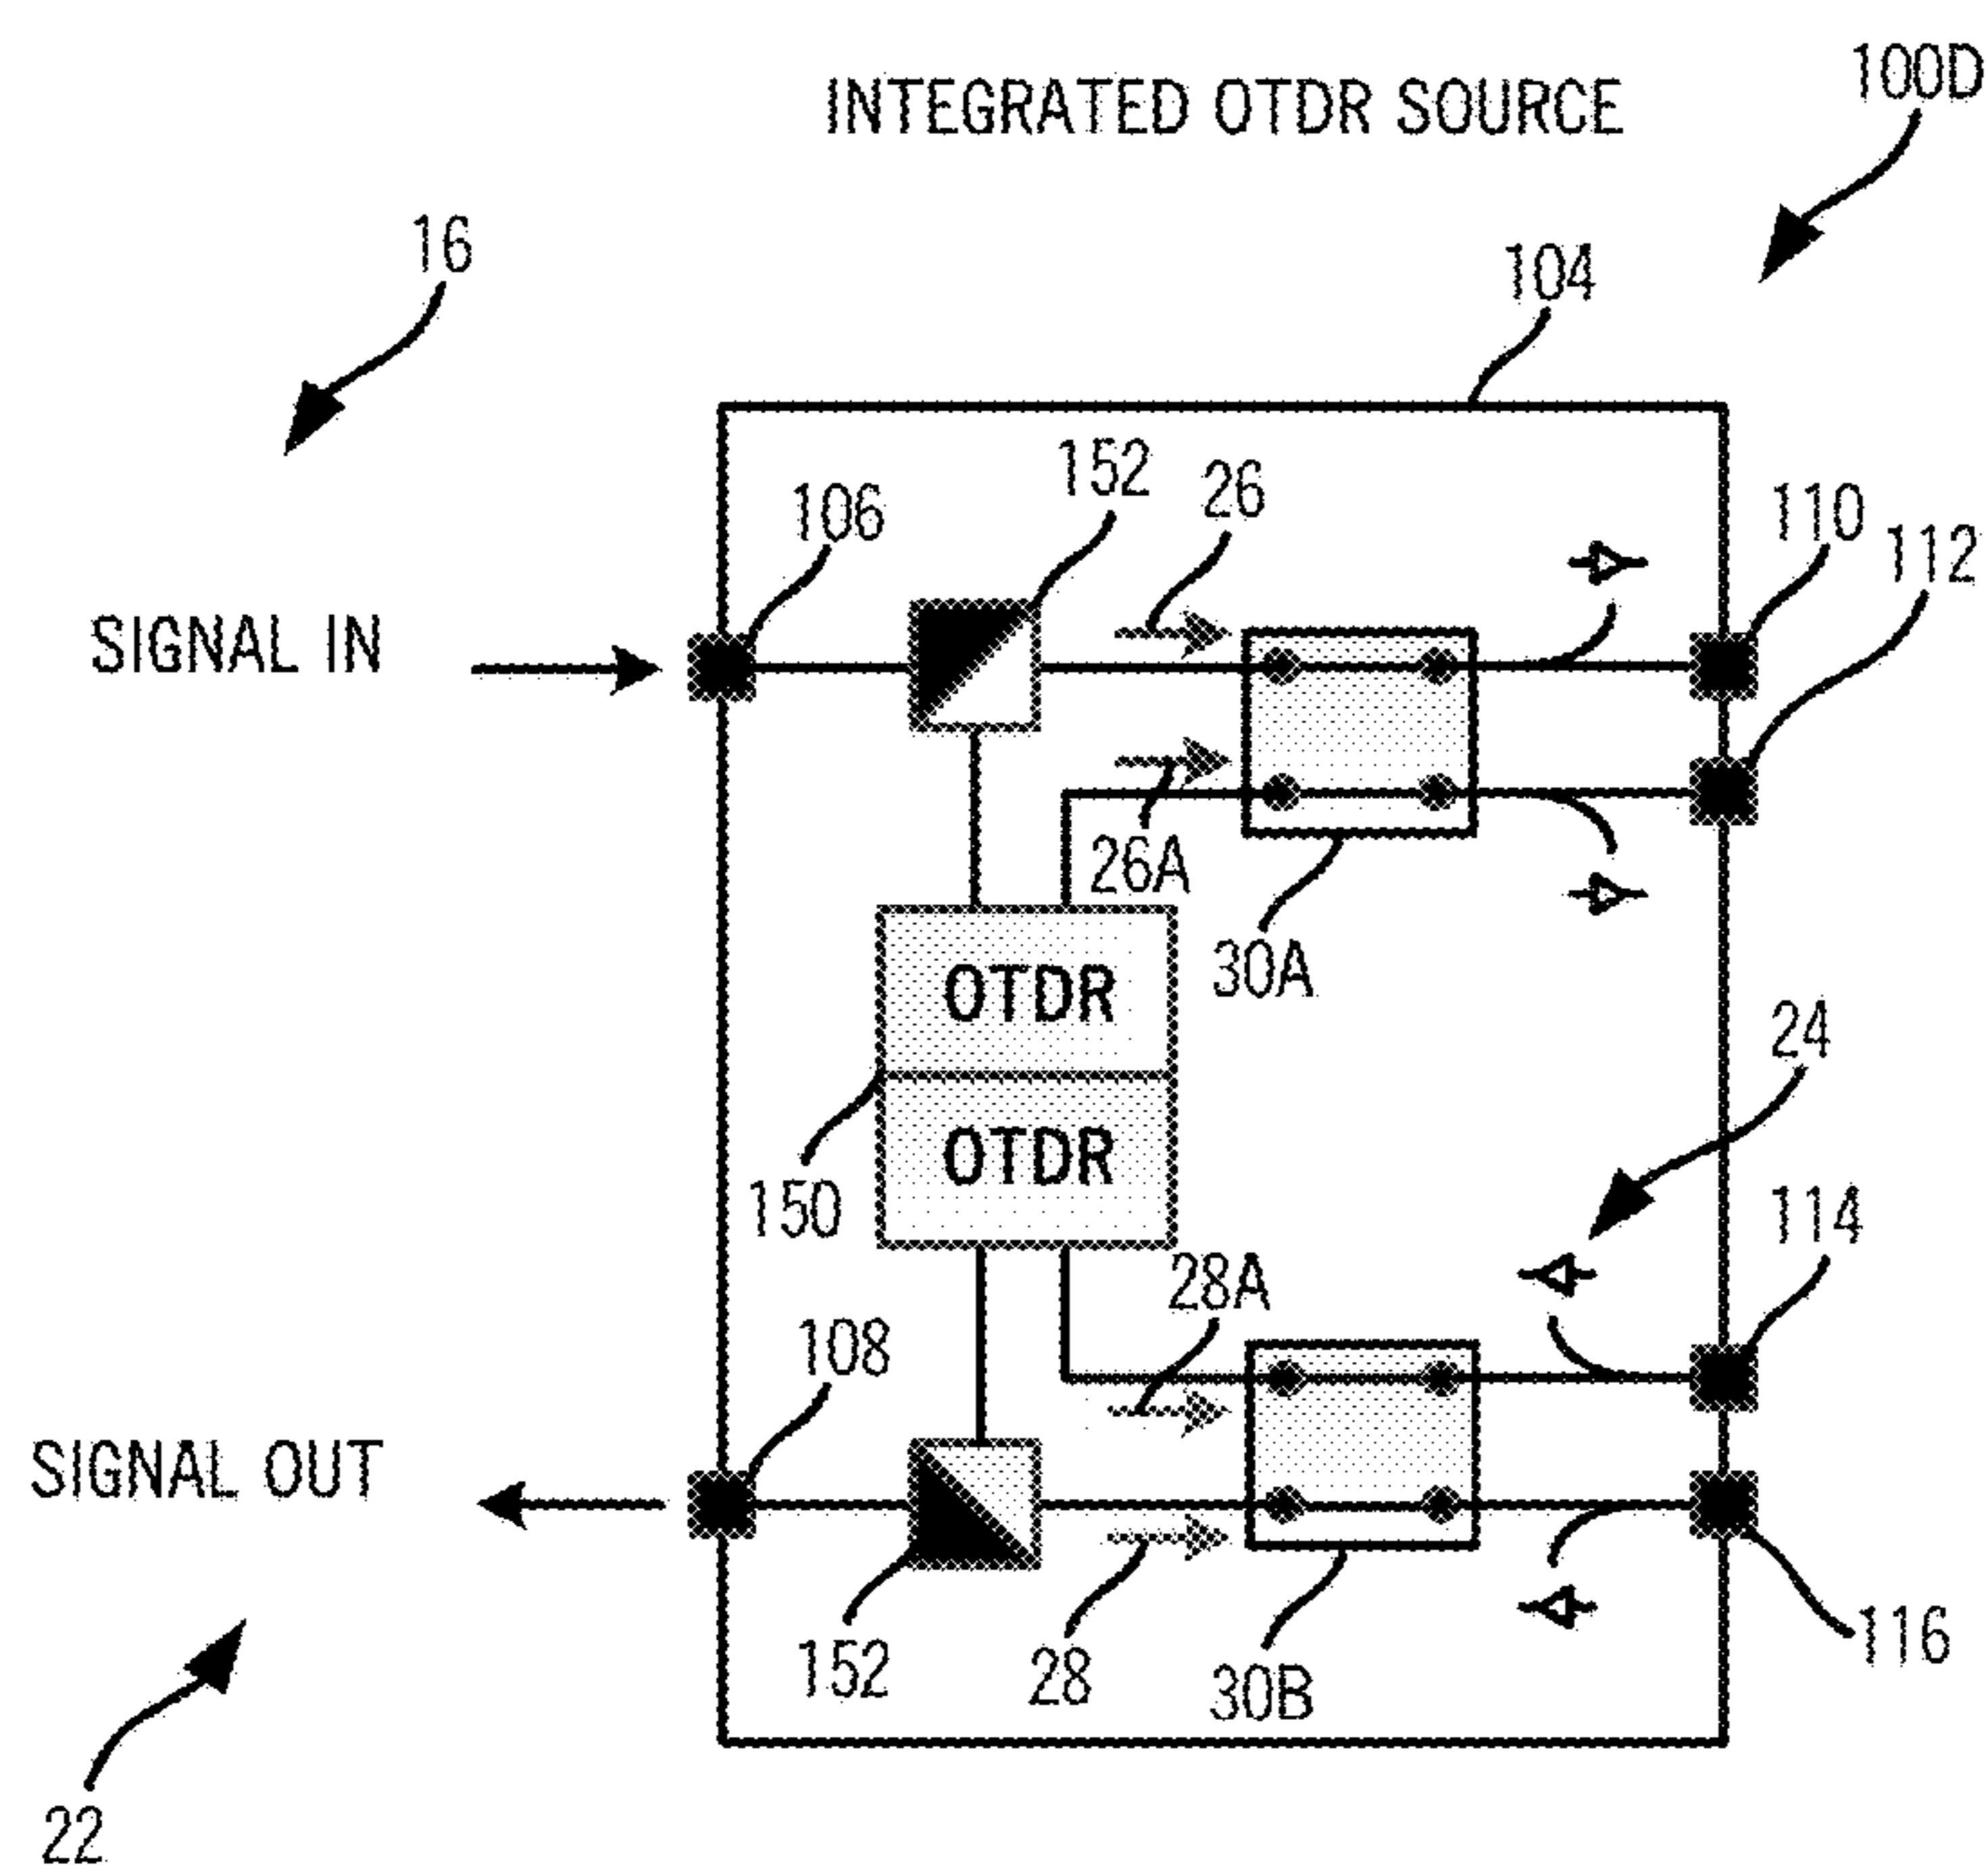 INTEGRATED OTDR SOURCE
100D
16
104
152
26
106
110
112
SIGNAL IN
26A
30A
OTDR
24
OTDR
150
114
28A
108
SIGNAL OUT
152
28
30B
116
22